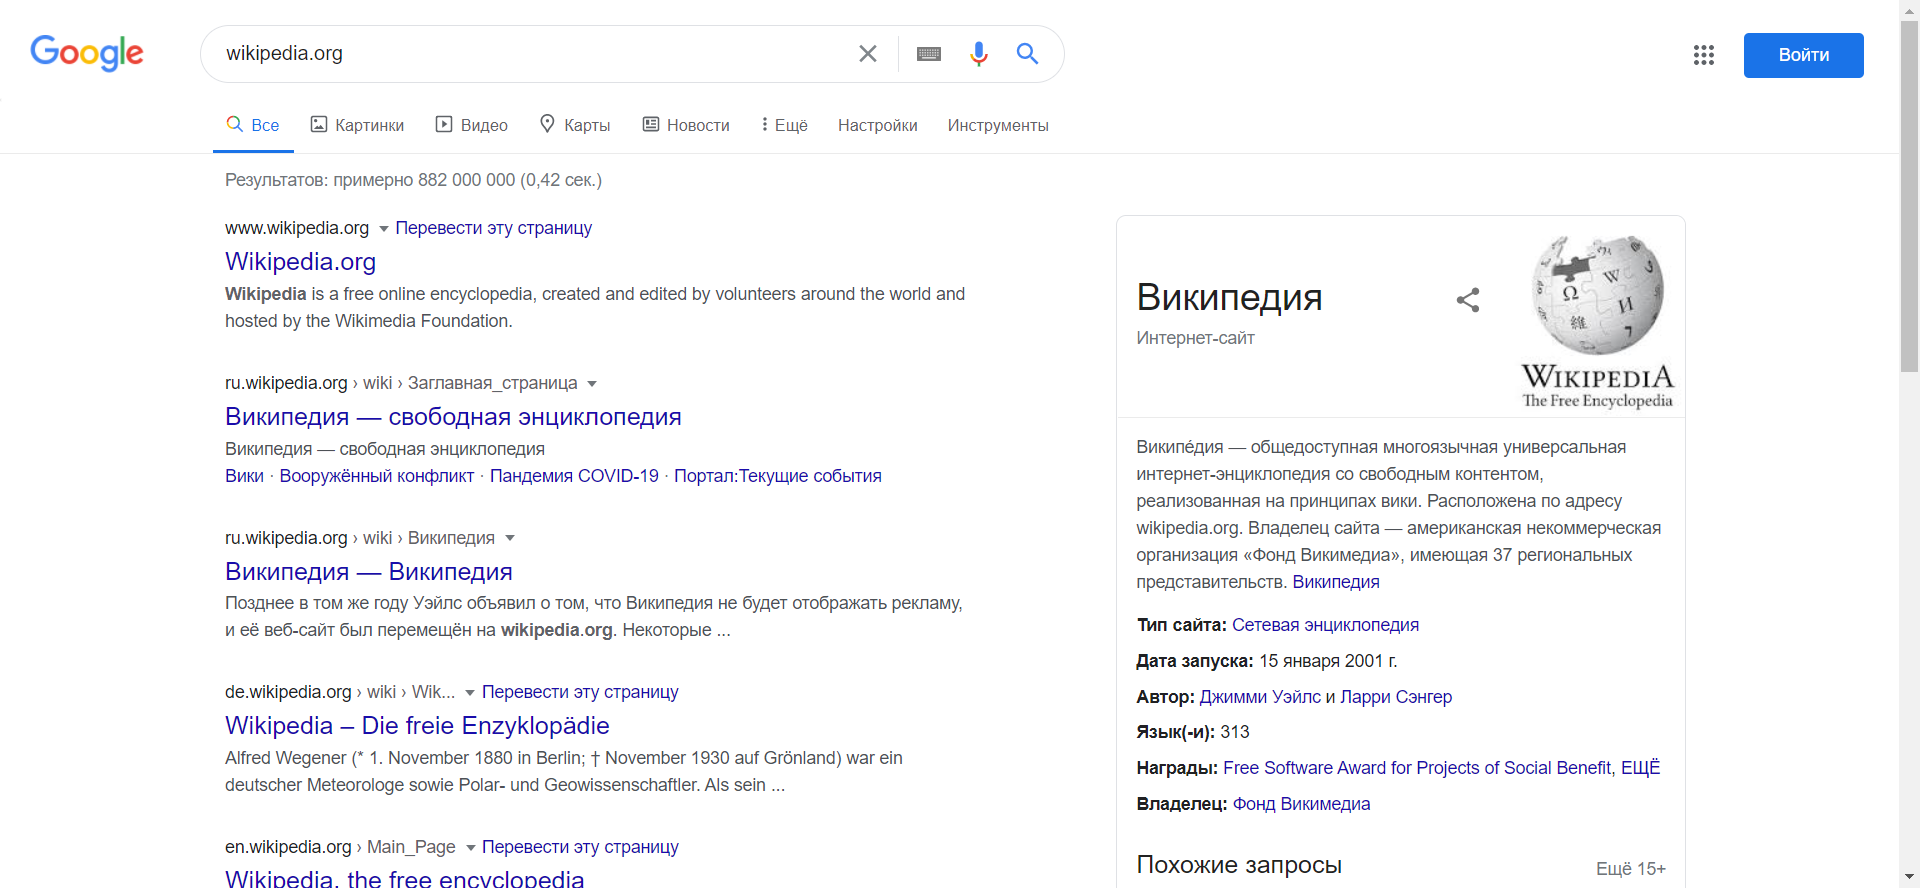 Google
wikipedia.org
Войти
Все
Картинки
Видео
Карты
Новости
Ещё
Настройки
Инструменты
Результатов: примерно 882 000 000 (0,42 сек.)
www.wikipedia.org Перевести эту страницу
Wikipedia.org
Wikipedia is a free online encyclopedia, created and edited by volunteers around the world and
hosted by the Wikimedia Foundation.
ru.wikipedia.org › wiki › Заглавная_страница
Википедия — свободная энциклопедия
Википедия — свободная энциклопедия
Вики · Вооружённый конфликт · Пандемия COVID-19 · Портал:Текущие события
ru.wikipedia.org › wiki › Википедия
Википедия — Википедия
Позднее в том же году Уэйлс объявил о том, что Википедия не будет отображать рекламу,
и её веб-сайт был перемещён на wikipedia.org. Некоторые ...
de.wikipedia.org › wiki › Wik... Перевести эту страницу
Wikipedia – Die freie Enzyklopädie
Alfred Wegener (* 1. November 1880 in Berlin; † November 1930 auf Grönland) war ein
deutscher Meteorologe sowie Polar- und Geowissenschaftler. Als sein ...
en.wikipedia.org › Main_Page Перевести эту страницу
Wikipedia, the free encyclopedia
Википедия
Интернет-сайт
Ω W И 維 7
WIKIPEDIA
The Free Encyclopedia
Википе́дия — общедоступная многоязычная универсальная
интернет-энциклопедия со свободным контентом,
реализованная на принципах вики. Расположена по адресу
wikipedia.org. Владелец сайта — американская некоммерческая
организация «Фонд Викимедиа», имеющая 37 региональных
представительств. Википедия
Тип сайта: Сетевая энциклопедия
Дата запуска: 15 января 2001 г.
Автор: Джимми Уэйлс и Ларри Сэнгер
Язык(-и): 313
Награды: Free Software Award for Projects of Social Benefit, ЕЩЁ
Владелец: Фонд Викимедиа
Похожие запросы
Ещё 15+